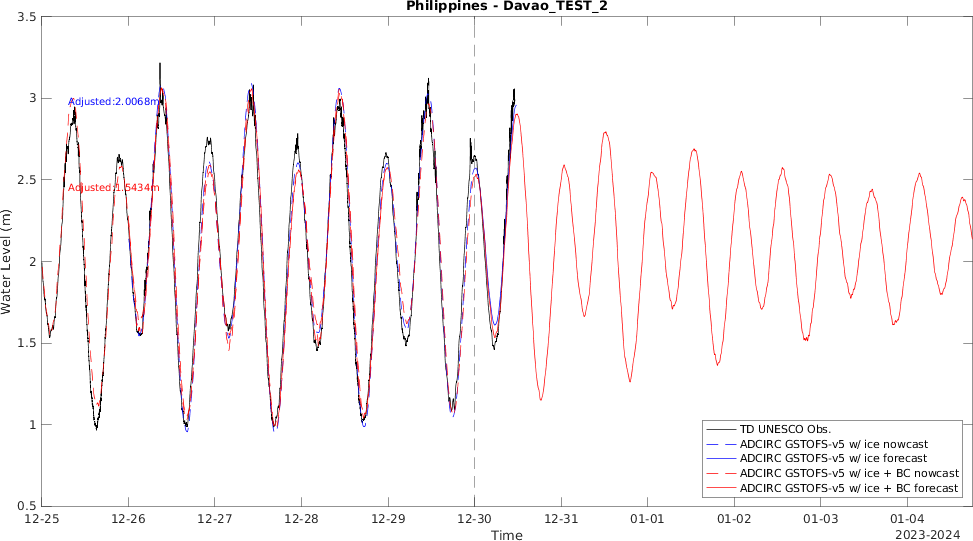 Philippines - Davao_TEST_2
3.5
3
2.5
2
1.5
1
0.5
Water Level (m)
Adjusted:2.0068m
Adjusted:1.5434m
TD UNESCO Obs.
ADCIRC GSTOFS-v5 w/ ice nowcast
ADCIRC GSTOFS-v5 w/ ice forecast
ADCIRC GSTOFS-v5 w/ ice + BC nowcast
ADCIRC GSTOFS-v5 w/ ice + BC forecast
12-25 12-26 12-27 12-28 12-29 12-30 12-31 01-01 01-02 01-03 01-04
Time
2023-2024